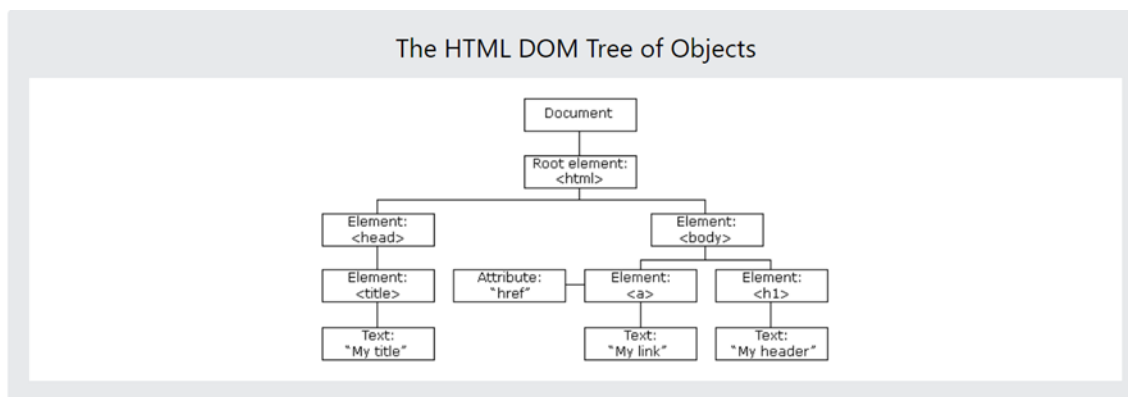 The HTML DOM Tree of Objects
Document
Root element:
<html>
Element:
<head>
Element:
<body>
Element:
<title>
Attribute:
"href"
Element:
<a>
Element:
<h1>
Text:
"My title"
Text:
"My link"
Text:
"My header"